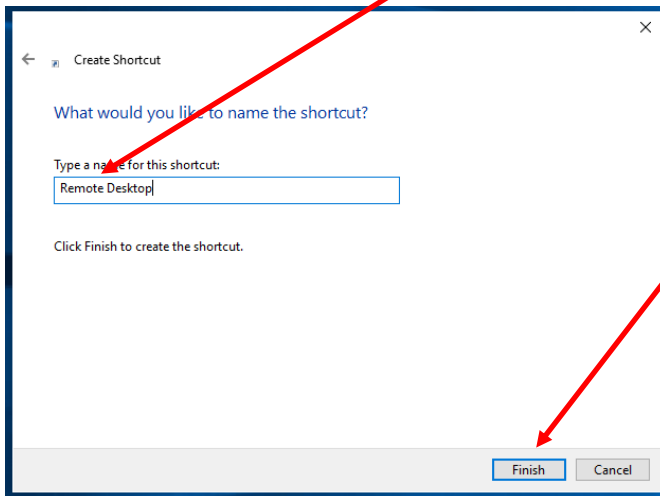 Create Shortcut
What would you like to name the shortcut?
Type a name for this shortcut:
Remote Desktop
Click Finish to create the shortcut.
Finish Cancel